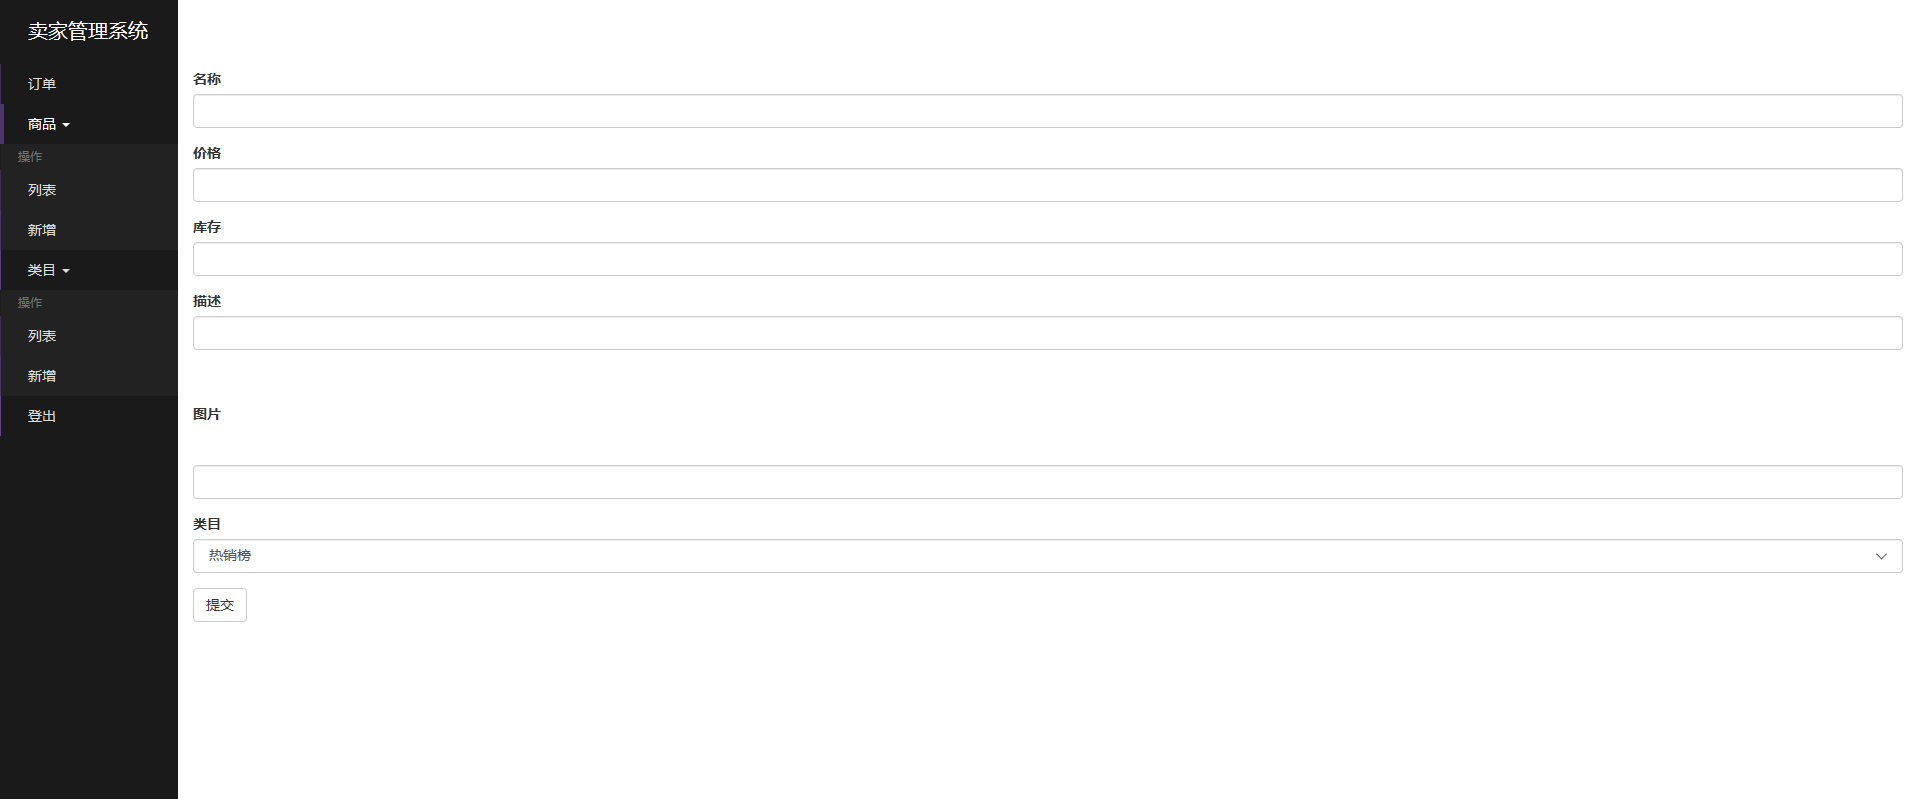 卖家管理系统
订单
商品
操作
列表
新增
类目
操作
列表
新增
登出
名称
价格
库存
描述
图片
类目
热销榜
提交